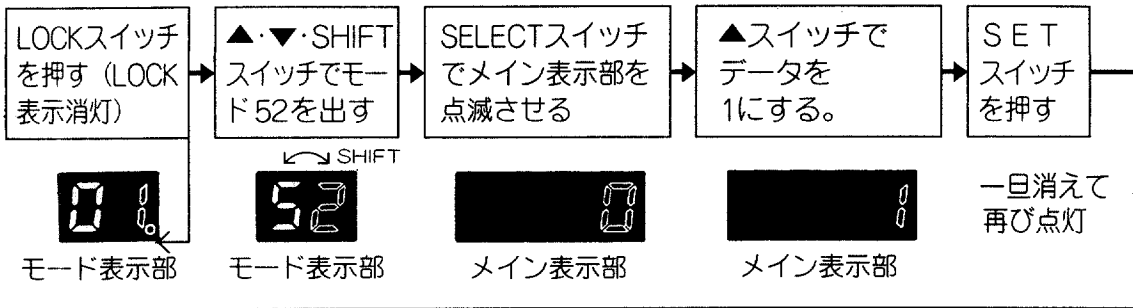 LOCKスイッチ
を押す（LOCK
表示消灯）
▲・▼・SHIFT
スイッチでモー
ド52を出す
SELECTスイッチ
でメイン表示部を
点滅させる
▲スイッチで
データを
1にする。
SET
スイッチ
を押す
SHIFT
01.
52
0
1
一旦消えて
再び点灯
モード表示部
モード表示部
メイン表示部
メイン表示部